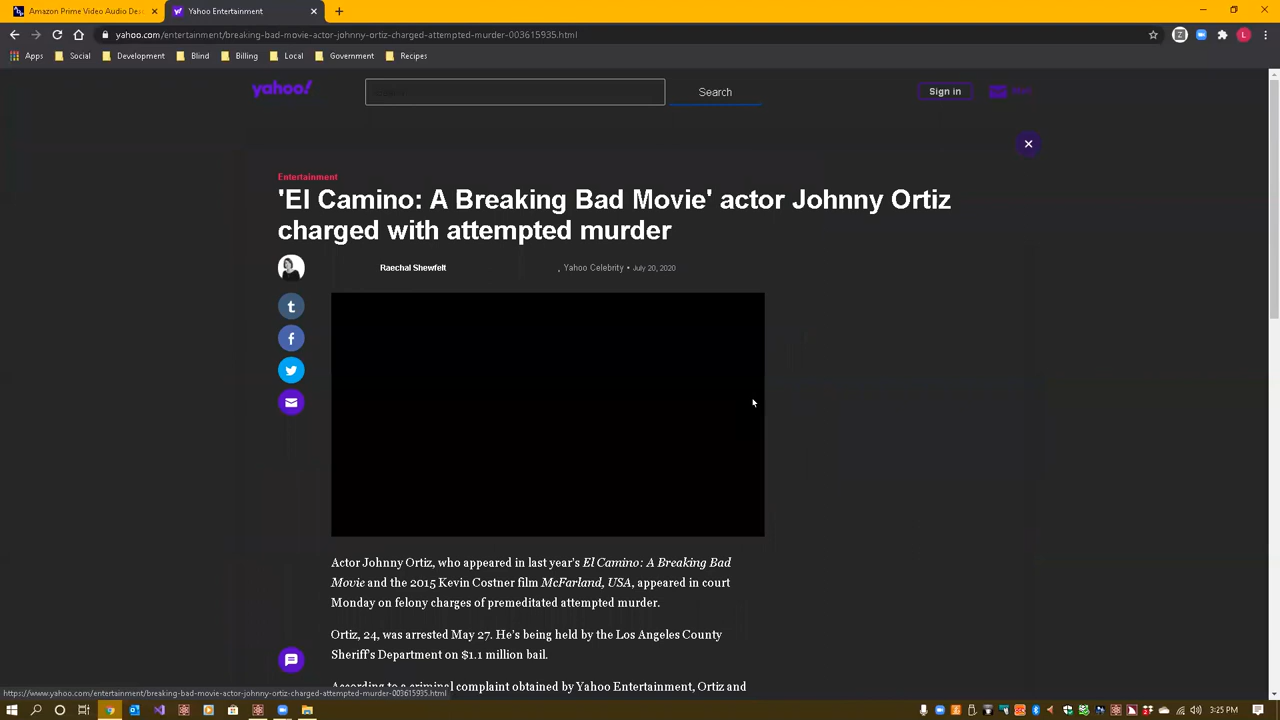 Amazon Prime Video Audio Des
Yahoo Entertainment
yahoo.com/entertainment/breaking-bad-movie-actor-johnny-ortiz-charged-attempted-murder-003615935.html
Apps Social Development Blind Billing Local Government Recipes
yahoo!
Search
Sign in
Entertainment
'El Camino: A Breaking Bad Movie' actor Johnny Ortiz
charged with attempted murder
Raechal Shewfelt , Yahoo Celebrity • July 20, 2020
Actor Johnny Ortiz, who appeared in last year's El Camino: A Breaking Bad
Movie and the 2015 Kevin Costner film McFarland, USA, appeared in court
Monday on felony charges of premeditated attempted murder.
Ortiz, 24, was arrested May 27. He's being held by the Los Angeles County
Sheriff's Department on $1.1 million bail.
According to a criminal complaint obtained by Yahoo Entertainment, Ortiz and
https://www.yahoo.com/entertainment/breaking-bad-movie-actor-johnny-ortiz-charged-attempted-murder-003615935.html
3:25 PM